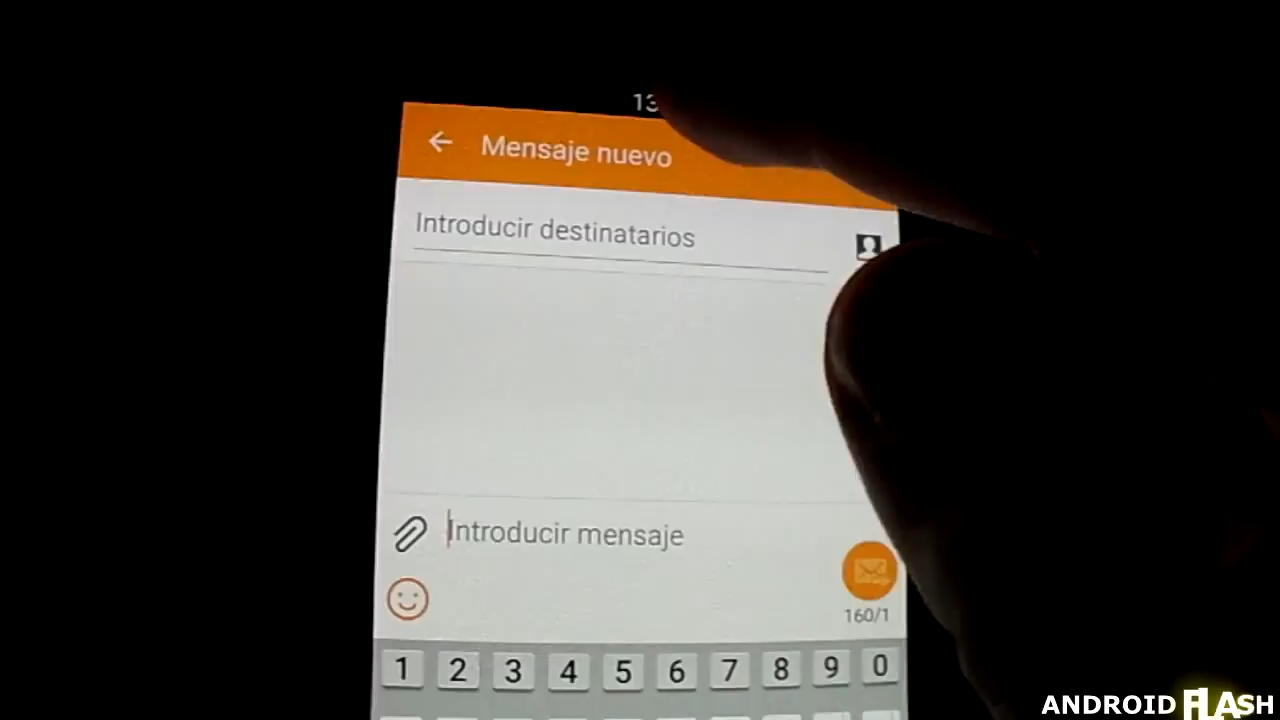 13
Mensaje nuevo
Introducir destinatarios
Introducir mensaje
160/1
1 2 3 4 5 6 7 8 9 0
ANDROID FLASH